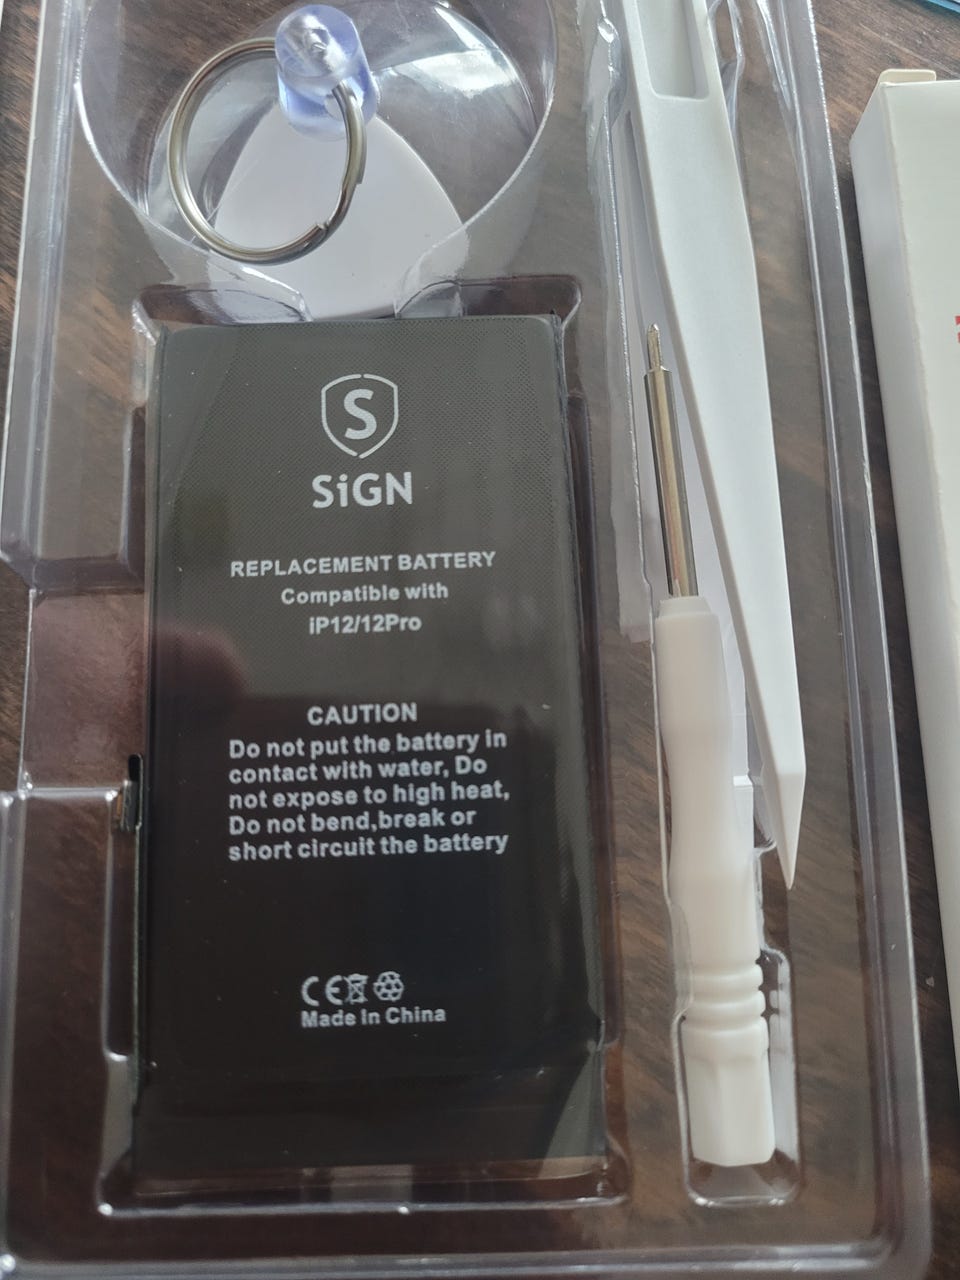 S
SiGN
REPLACEMENT BATTERY
Compatible with
iP12/12Pro
CAUTION
Do not put the battery in
contact with water, Do
not expose to high heat,
Do not bend,break or
short circuit the battery
CE
Made In China